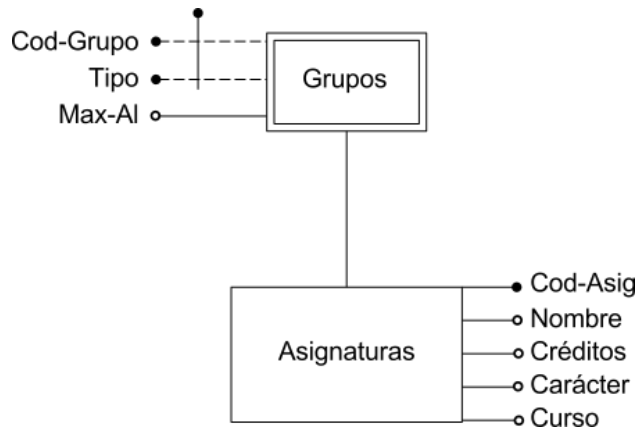 Cod-Grupo
Tipo
Max-Al
Grupos
Asignaturas
Cod-Asig
Nombre
Créditos
Carácter
Curso